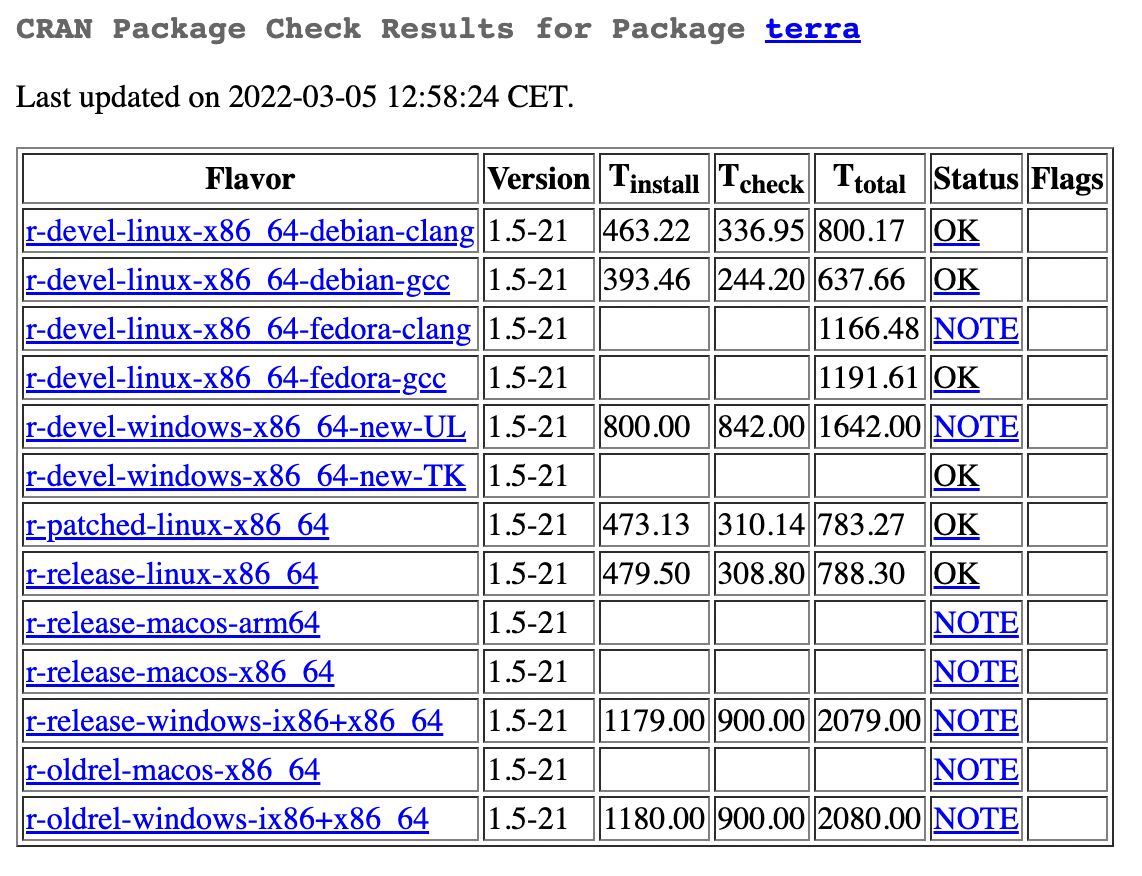 CRAN Package Check Results for Package terra
Last updated on 2022-03-05 12:58:24 CET.
Flavor Version Tinstall Tcheck Ttotal Status Flags
r-devel-linux-x86_64-debian-clang 1.5-21 463.22 336.95 800.17 OK
r-devel-linux-x86_64-debian-gcc 1.5-21 393.46 244.20 637.66 OK
r-devel-linux-x86_64-fedora-clang 1.5-21 1166.48 NOTE
r-devel-linux-x86_64-fedora-gcc 1.5-21 1191.61 OK
r-devel-windows-x86_64-new-UL 1.5-21 800.00 842.00 1642.00 NOTE
r-devel-windows-x86_64-new-TK 1.5-21 OK
r-patched-linux-x86_64 1.5-21 473.13 310.14 783.27 OK
r-release-linux-x86_64 1.5-21 479.50 308.80 788.30 OK
r-release-macos-arm64 1.5-21 NOTE
r-release-macos-x86_64 1.5-21 NOTE
r-release-windows-ix86+x86_64 1.5-21 1179.00 900.00 2079.00 NOTE
r-oldrel-macos-x86_64 1.5-21 NOTE
r-oldrel-windows-ix86+x86_64 1.5-21 1180.00 900.00 2080.00 NOTE